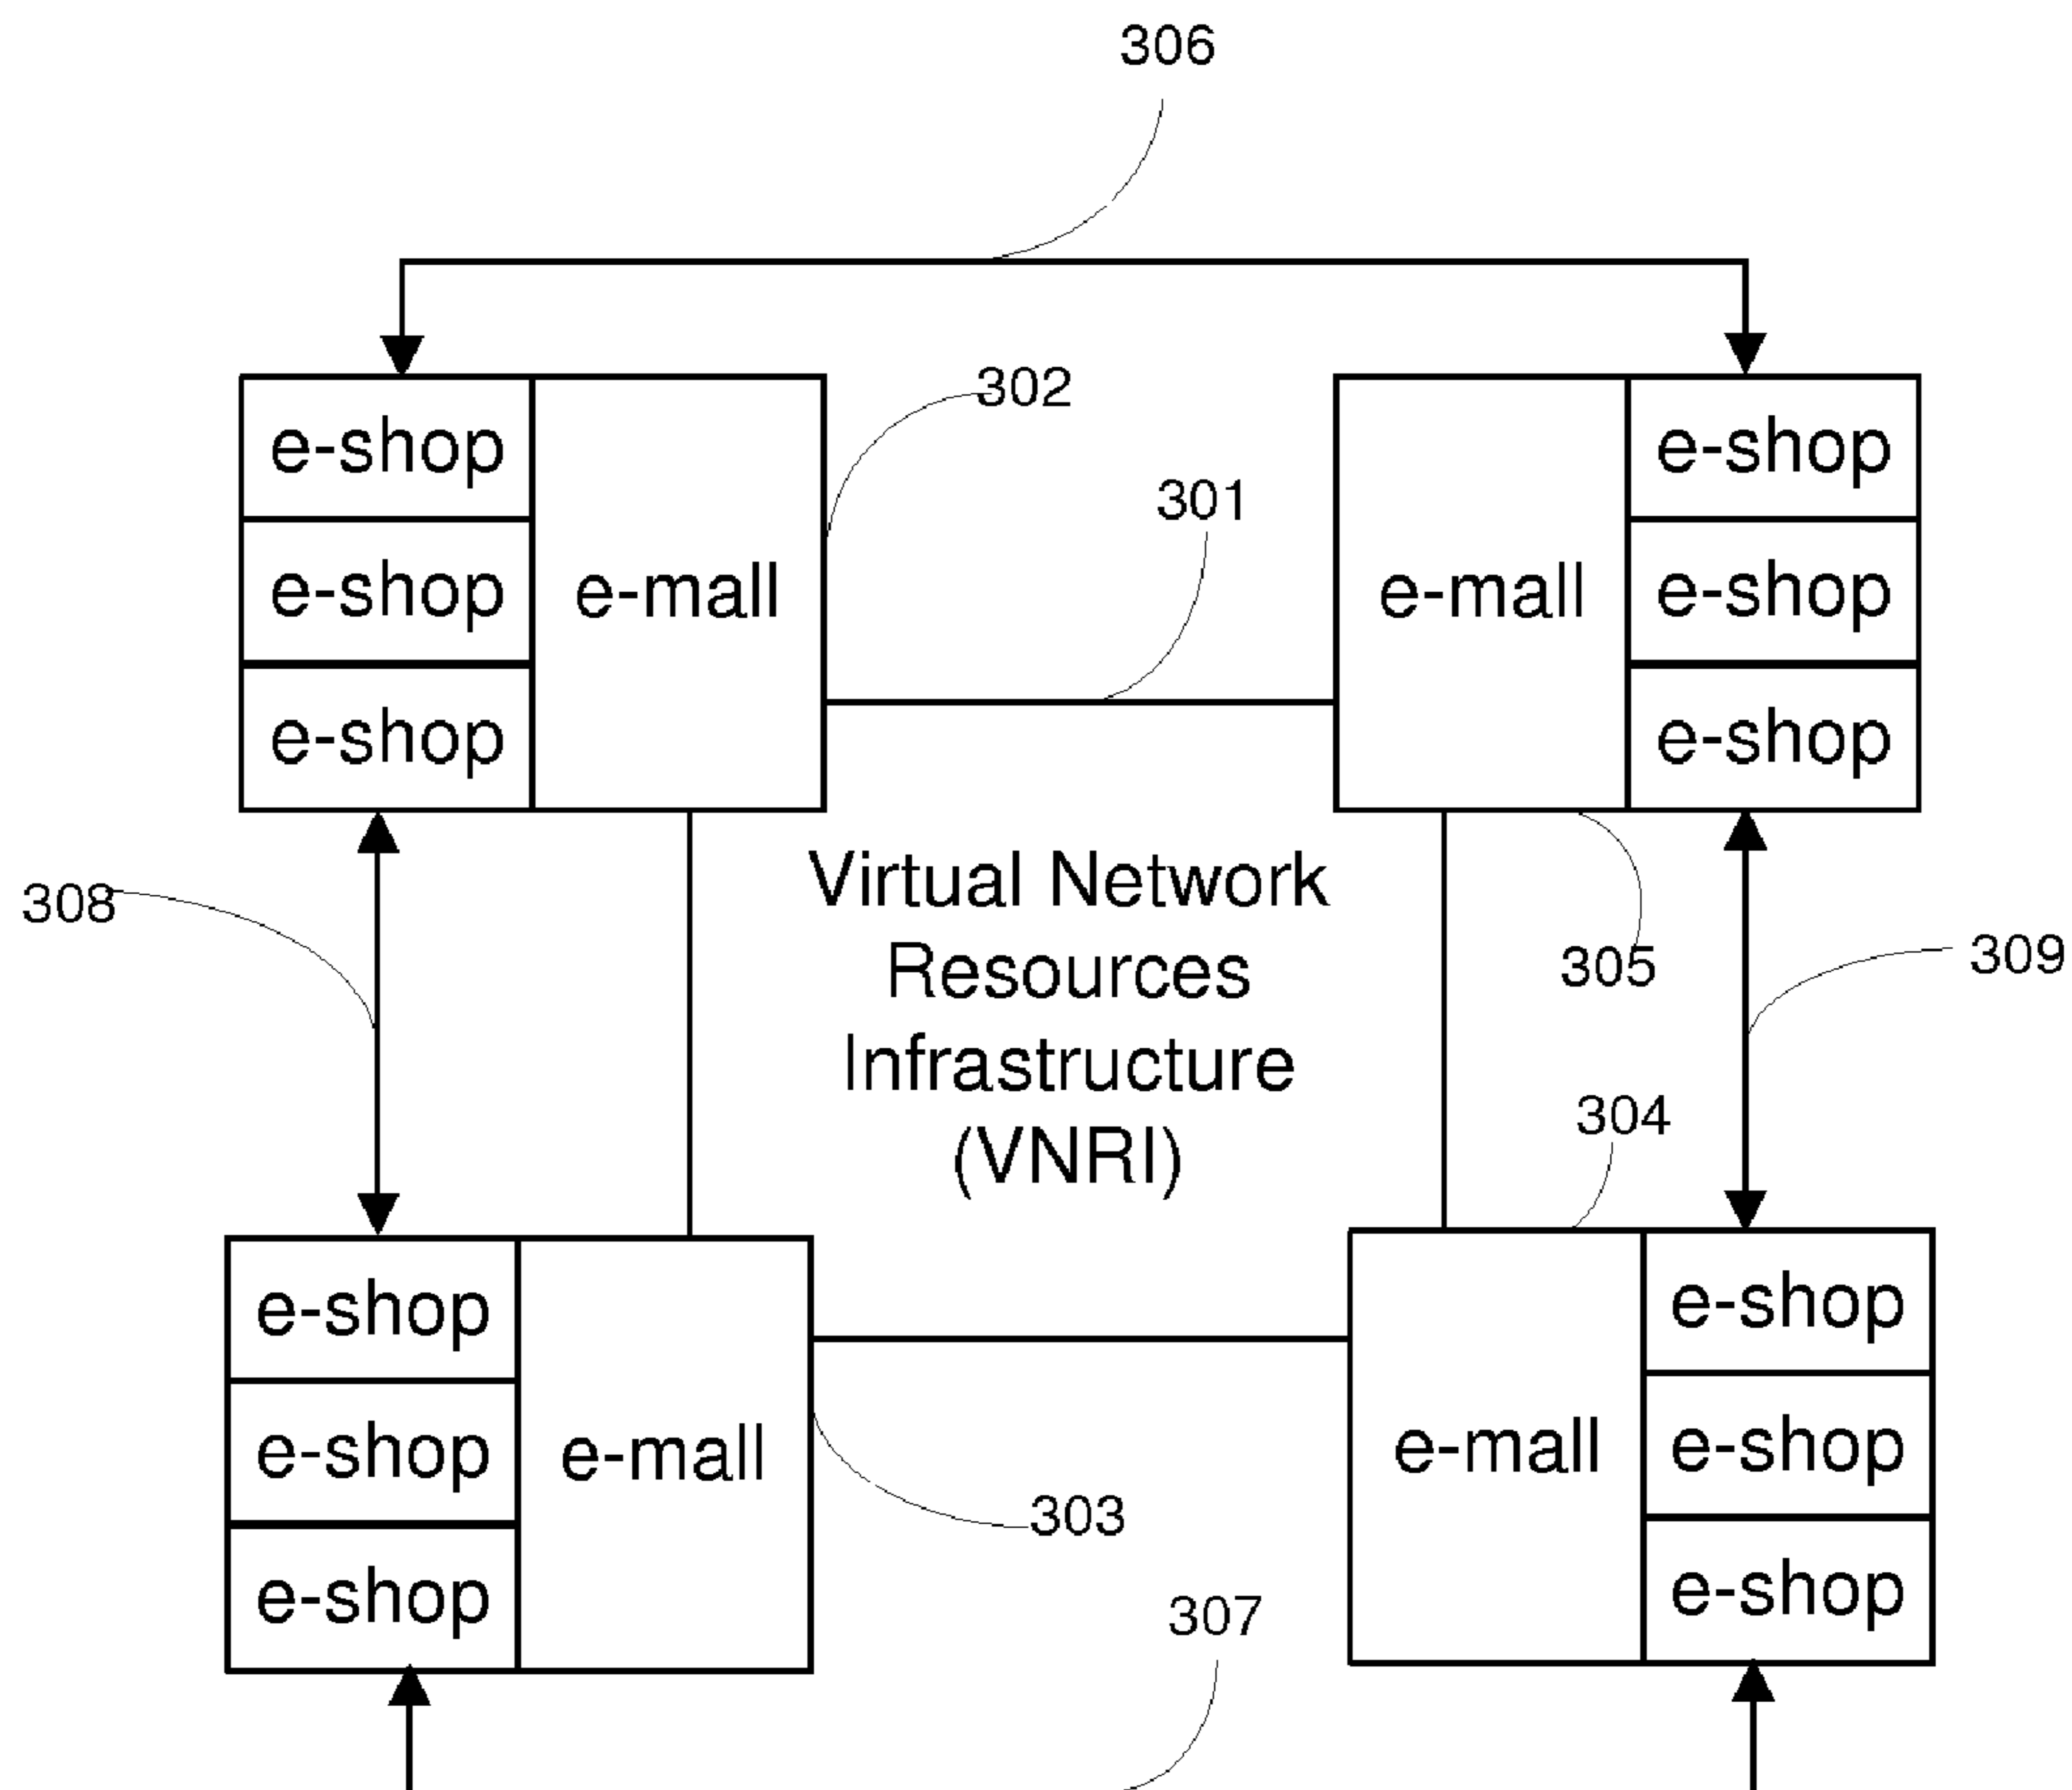 306
302
301
e-shop
e-shop
e-shop
e-mall
e-mall
e-shop
e-shop
e-shop
308
Virtual Network
Resources
Infrastructure
(VNRI)
305
309
304
e-shop
e-shop
e-shop
e-mall
303
e-mall
e-shop
e-shop
e-shop
307